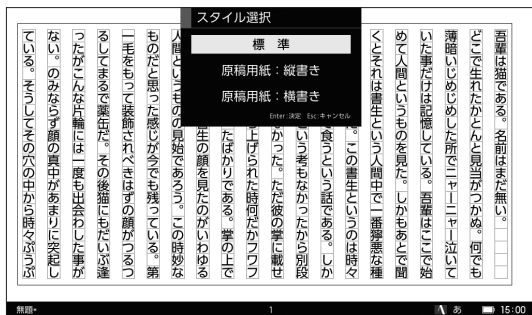 スタイル選択
標準
原稿用紙：縦書き
原稿用紙：横書き
Enter:決定 Esc:キャンセル
吾輩は猫である。名前はまだ無い。
どこで生れたかとんと見当がつかぬ。何でも
薄暗いじめじめした所でニャーニャー泣いて
いた事だけは記憶している。吾輩はここで始
めて人間というものを見た。しかもあとで聞
くとそれは書生という人間中で一番獰悪な種
。この書生というのは時々
食うという話である。しか
いう考もなかったから別段
かった。ただ彼の掌に載せ
上げられた時何だかフワフ
たばかりである。掌の上で
生の顔を見たのがいわゆる
人間というものの見始であろう。この時妙な
ものだと思った感じが今でも残っている。第
一毛をもって装飾されべきはずの顔がつるつ
るしてまるで薬缶だ。その後猫にもだいぶ逢
ったがこんな片輪には一度も出会わした事が
ない。のみならず顔の真中があまりに突起し
ている。そうしてその穴の中から時々ぷうぷ
無題* 1 A あ 15:00